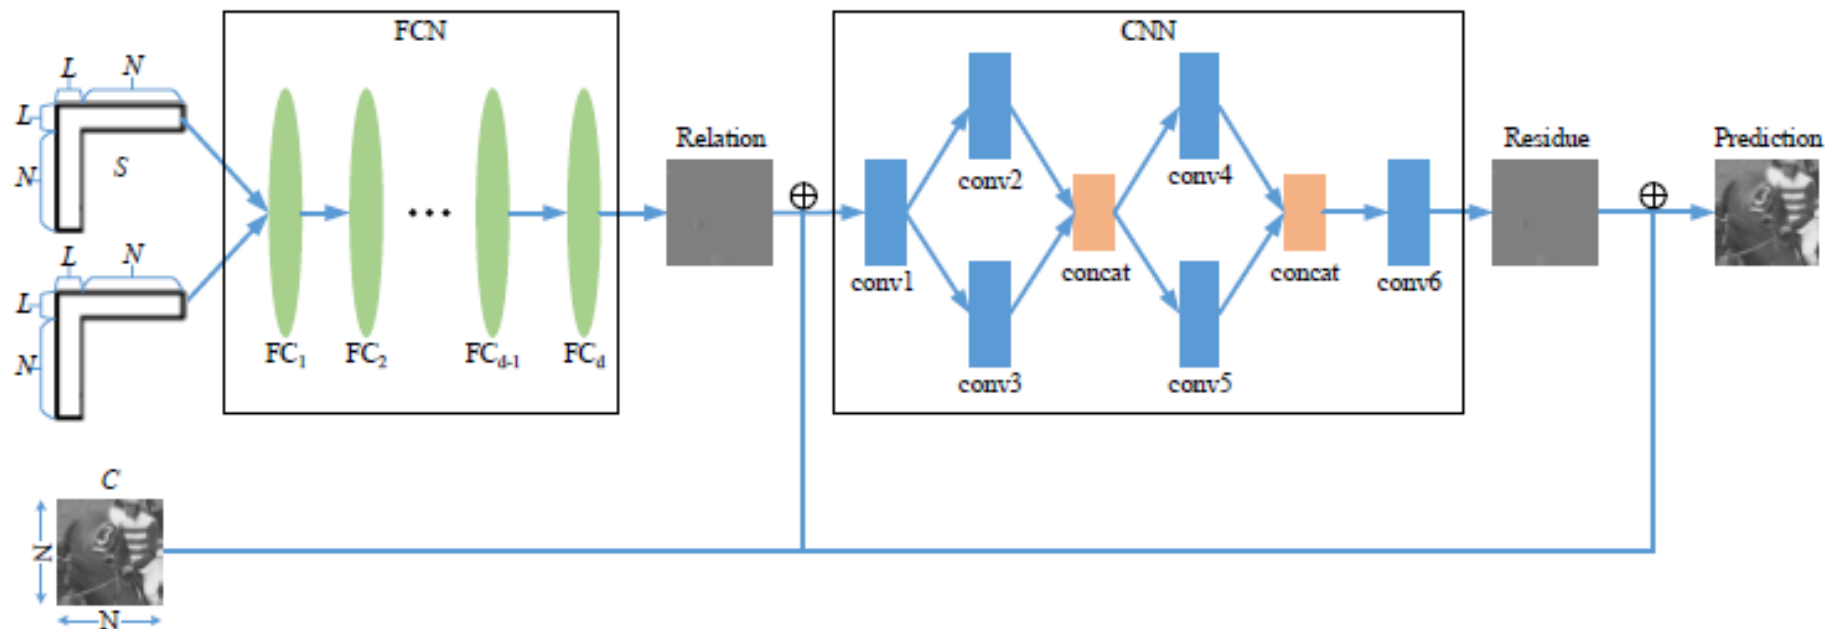 FCN
CNN
L
N
L
N
S
L
N
L
N
FC1
FC2
...
FCd-1
FCd
Relation
conv1
conv2
conv3
concat
conv4
conv5
concat
conv6
Residue
Prediction
C
N
N